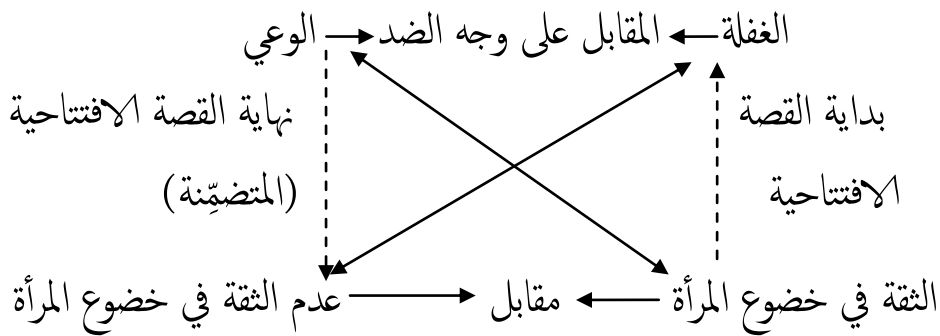 الغفلة المقابل على وجه الضد الوعي
بداية القصة نهاية القصة الافتتاحية
الافتتاحية (المتضمِّنة)
الثقة في خضوع المرأة مقابل عدم الثقة في خضوع المرأة